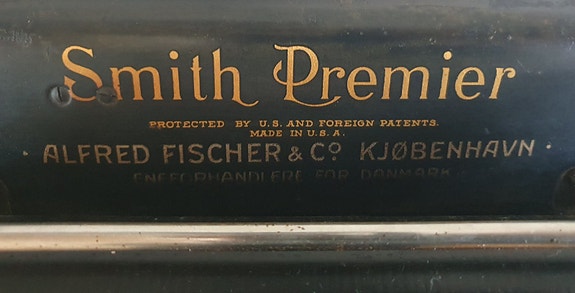 Smith Premier
PROTECTED BY U.S. AND FOREIGN PATENTS.
MADE IN U.S.A.
ALFRED FISCHER & Cº KJØBENHAVN
ENEFORHANDLERE FOR DANMARK